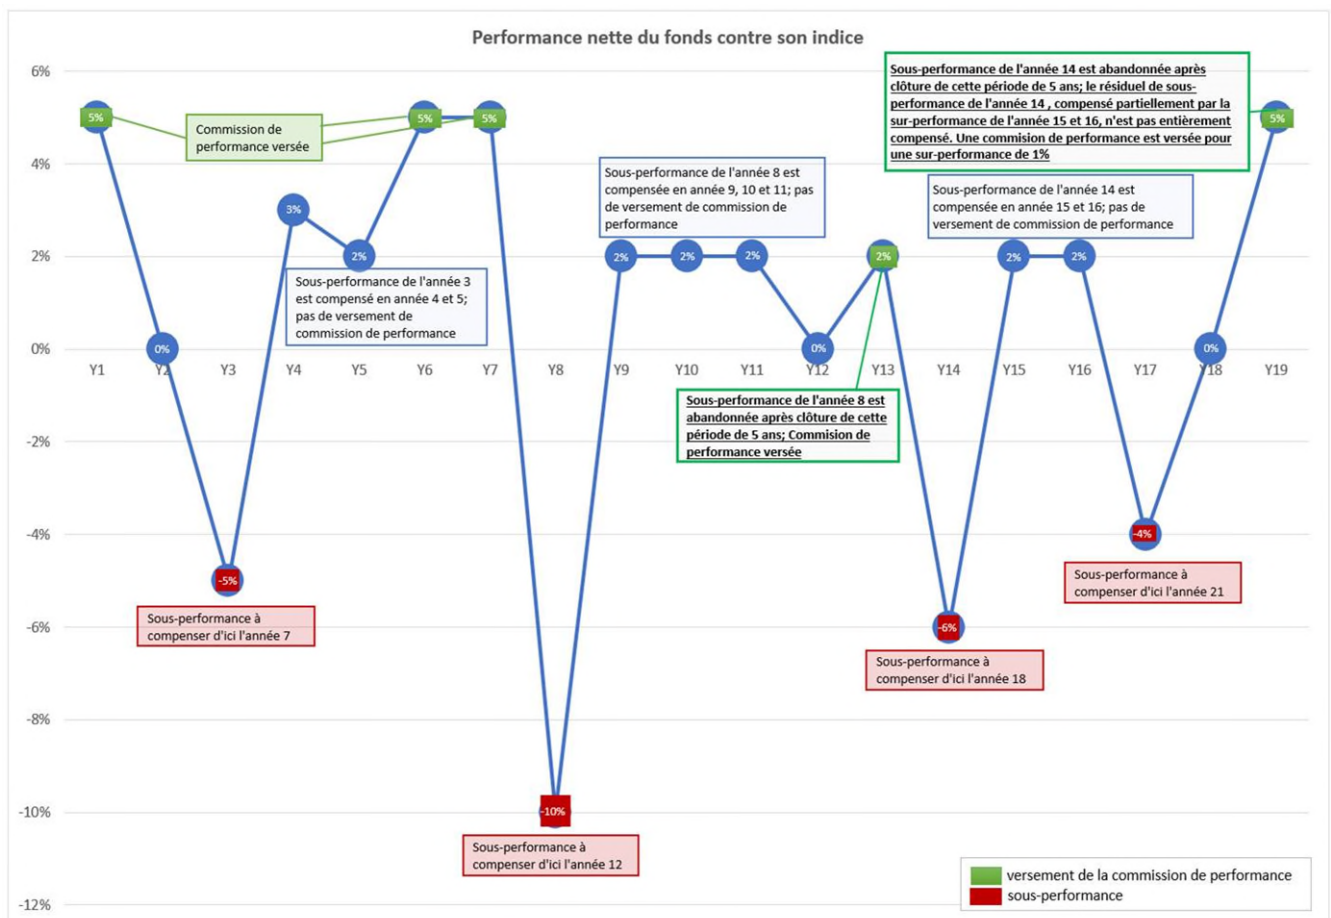 Performance nette du fonds contre son indice
6%
4%
2%
0%
-2%
-4%
-6%
-8%
-10%
-12%
Y1
Y2
Y3
Y4
Y5
Y6
Y7
Y8
Y9
Y10
Y11
Y12
Y13
Y14
Y15
Y16
Y17
Y18
Y19
5%
0%
-5%
3%
2%
5%
5%
-10%
2%
2%
2%
0%
2%
-6%
2%
2%
-4%
0%
5%
Commission de
performance versée
Sous-performance de l'année 3
est compensé en année 4 et 5;
pas de versement de
commission de performance
Sous-performance à
compenser d'ici l'année 7
Sous-performance à
compenser d'ici l'année 12
Sous-performance de l'année 8 est
compensée en année 9, 10 et 11; pas
de versement de commission de
performance
Sous-performance de l'année 8 est
abandonnée après clôture de cette
période de 5 ans; Commision de
performance versée
Sous-performance de l'année 14 est abandonnée après
clôture de cette période de 5 ans; le résiduel de sous-
performance de l'année 14 , compensé partiellement par la
sur-performance de l'année 15 et 16, n'est pas entièrement
compensé. Une commision de performance est versée pour
une sur-performance de 1%
Sous-performance de l'année 14 est
compensée en année 15 et 16; pas de
versement de commission de performance
Sous-performance à
compenser d'ici l'année 18
Sous-performance à
compenser d'ici l'année 21
versement de la commission de performance
sous-performance